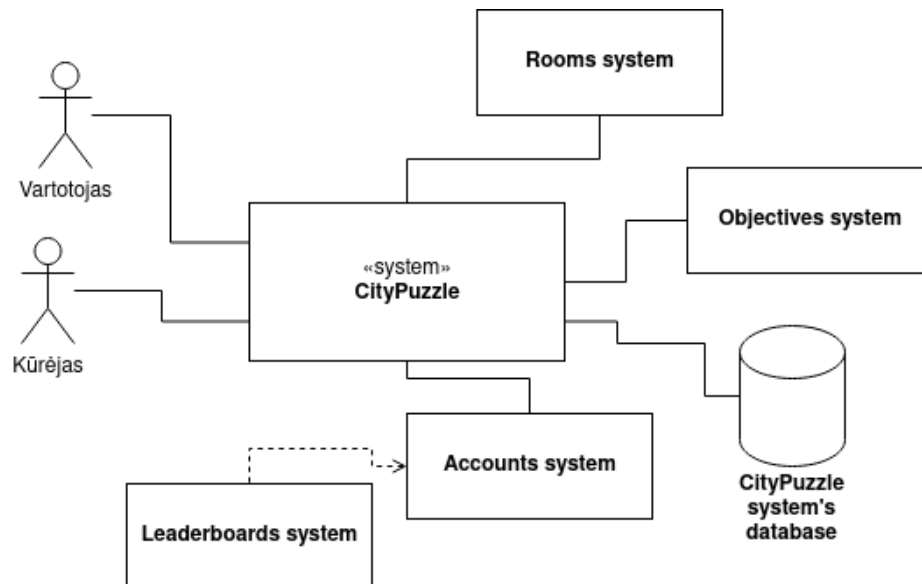 Rooms system
Vartotojas
Objectives system
«system»
CityPuzzle
Kūrėjas
Accounts system
CityPuzzle
system's
database
Leaderboards system